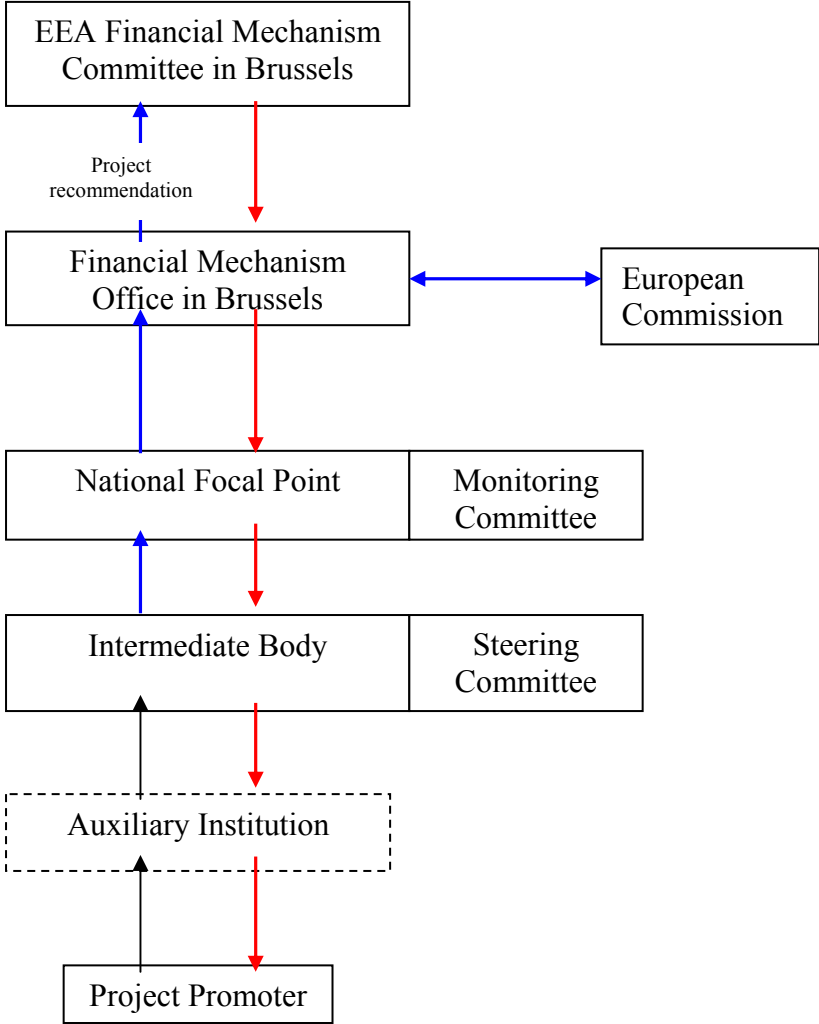 EEA Financial Mechanism
Committee in Brussels
Project
recommendation
Financial Mechanism
Office in Brussels
European
Commission
National Focal Point
Monitoring
Committee
Intermediate Body
Steering
Committee
Auxiliary Institution
Project Promoter